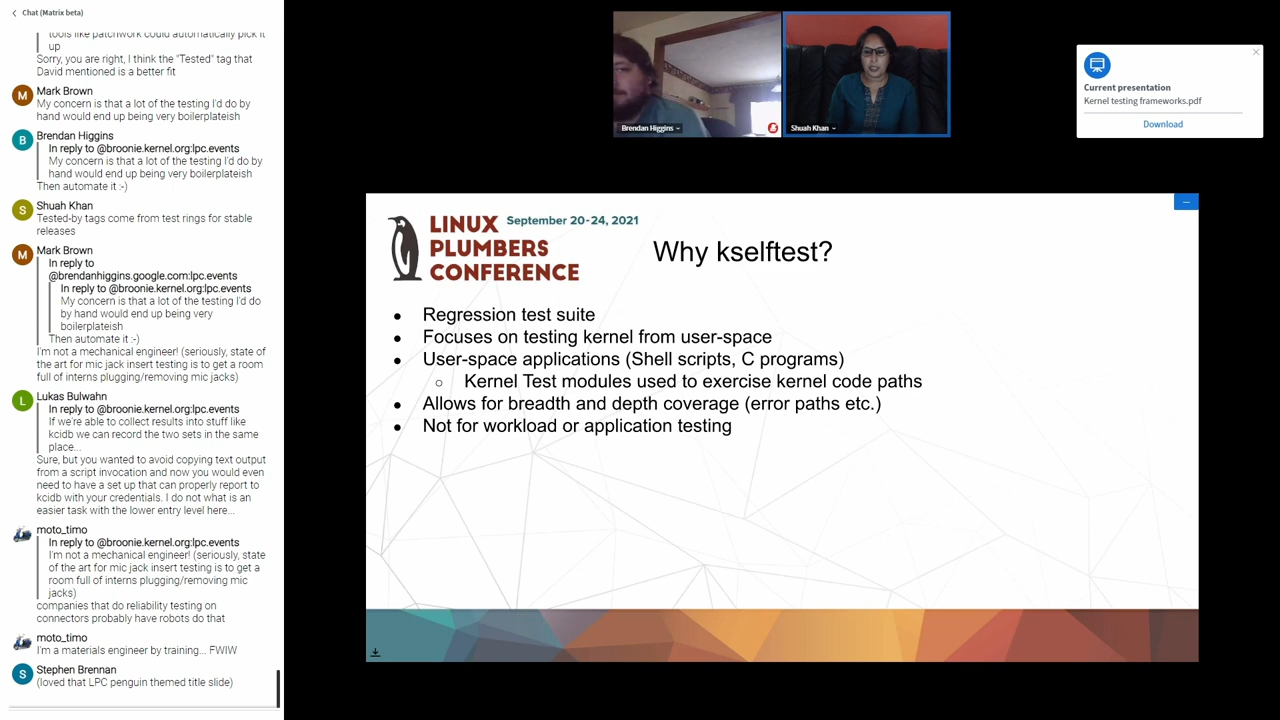 Chat (Matrix beta)
tools like patchwork could automatically pick it
up
Sorry, you are right, I think the "Tested" tag that
David mentioned is a better fit
M
Mark Brown
My concern is that a lot of the testing I'd do by
hand would end up being very boilerplateish
B
Brendan Higgins
In reply to @broonie.kernel.org:lpc.events
My concern is that a lot of the testing I'd do by
hand would end up being very boilerplateish
Then automate it :-)
S
Shuah Khan
Tested-by tags come from test rings for stable
releases
M
Mark Brown
In reply to
@brendanhiggins.google.com:lpc.events
In reply to @broonie.kernel.org:lpc.events
My concern is that a lot of the testing I'd do
by hand would end up being very
boilerplateish
Then automate it :-)
I'm not a mechanical engineer! (seriously, state of
the art for mic jack insert testing is to get a room
full of interns plugging/removing mic jacks)
L
Lukas Bulwahn
In reply to @broonie.kernel.org:lpc.events
If we're able to collect results into stuff like
kcidb we can record the two sets in the same
place...
Sure, but you wanted to avoid copying text output
from a script invocation and now you would even
need to have a set up that can properly report to
kcidb with your credentials. I do not what is an
easier task with the lower entry level here...
moto_timo
In reply to @broonie.kernel.org:lpc.events
I'm not a mechanical engineer! (seriously, state
of the art for mic jack insert testing is to get a
room full of interns plugging/removing mic
jacks)
companies that do reliability testing on
connectors probably have robots do that
moto_timo
I'm a materials engineer by training... FWIW
S
Stephen Brennan
(loved that LPC penguin themed title slide)
Brendan Higgins
Shuah Khan
Current presentation
Kernel testing frameworks.pdf
Download
LINUX
PLUMBERS
CONFERENCE
September 20-24, 2021
Why kselftest?
● Regression test suite
● Focuses on testing kernel from user-space
● User-space applications (Shell scripts, C programs)
○ Kernel Test modules used to exercise kernel code paths
● Allows for breadth and depth coverage (error paths etc.)
● Not for workload or application testing